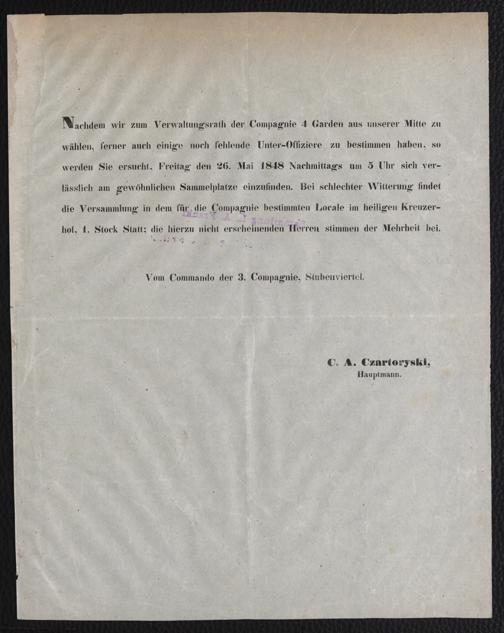 Nachdem wir zum Verwaltungsrath der Compagnie 4 Garden aus unserer Mitte zu
wählen, ferner auch einige noch fehlende Unter-Offiziere zu bestimmen haben, so
werden Sie ersucht, Freitag den 26. Mai 1848 Nachmittags um 5 Uhr sich ver-
lässlich am gewöhnlichen Sammelplatze einzufinden. Bei schlechter Witterung findet
die Versammlung in dem für die Compagnie bestimmten Locale im heiligen Kreuzer-
hof, 1. Stock Statt; die hierzu nicht erscheinenden Herren stimmen der Mehrheit bei.
Vom Commando der 3. Compagnie, Stubenviertel.
C. A. Czartoryski,
Hauptmann.